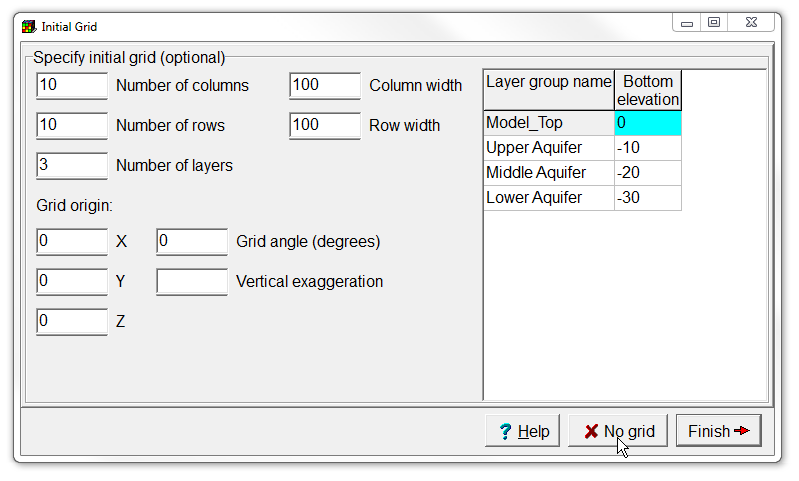 Initial Grid
Specify initial grid (optional)
10 Number of columns 100 Column width
10 Number of rows 100 Row width
3 Number of layers
Grid origin:
0 X 0 Grid angle (degrees)
0 Y Vertical exaggeration
0 Z
Layer group name Bottom elevation
Model_Top 0
Upper Aquifer -10
Middle Aquifer -20
Lower Aquifer -30
? Help No grid Finish